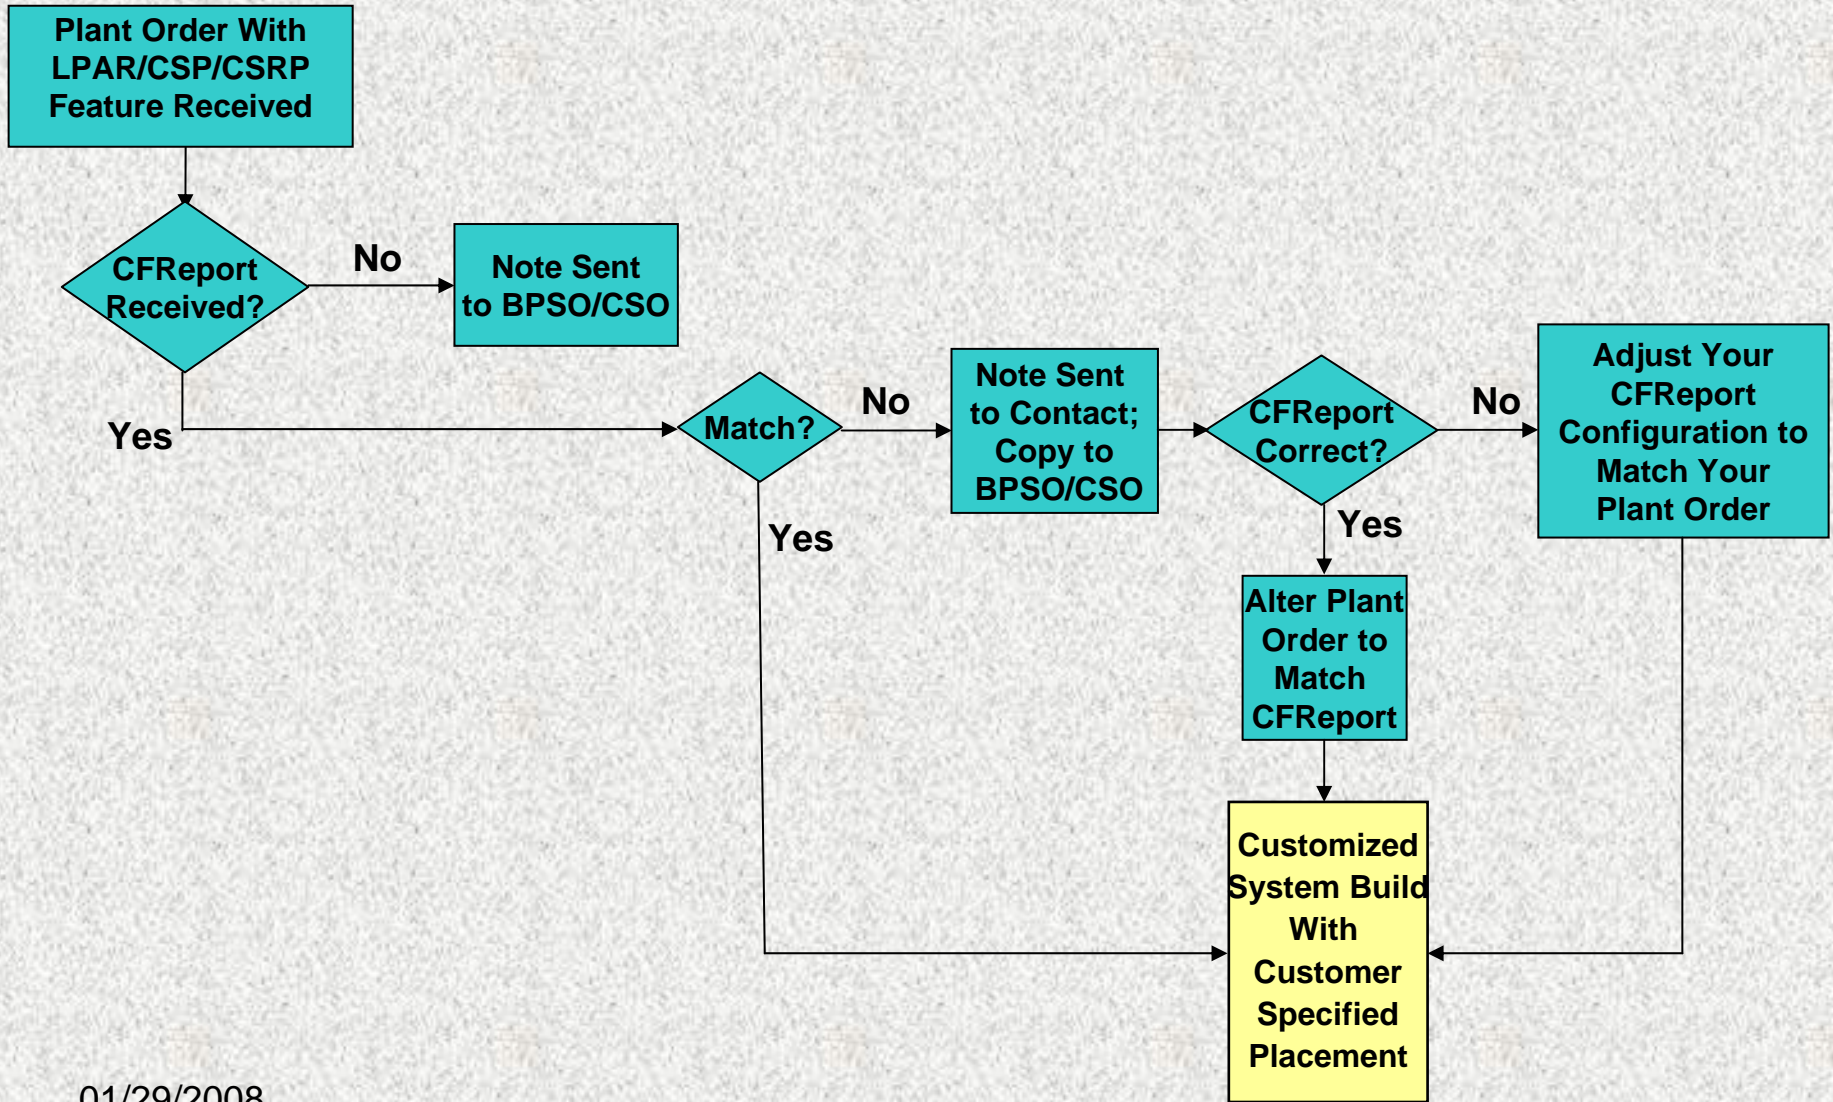 Plant Order With
LPAR/CSP/CSRP
Feature Received
CFReport
Received?
No
Note Sent
to BPSO/CSO
Yes
Match?
No
Note Sent
to Contact;
Copy to
BPSO/CSO
CFReport
Correct?
No
Adjust Your
CFReport
Configuration to
Match Your
Plant Order
Yes
Yes
Alter Plant
Order to
Match
CFReport
Customized
System Build
With
Customer
Specified
Placement
01/29/2008